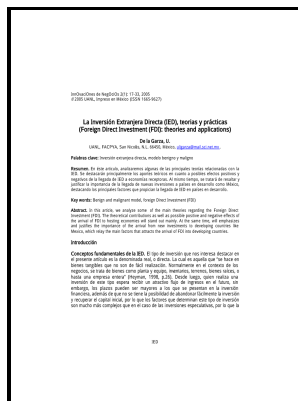 InnOvaciOnes de NegOciOs 2(1): 17-33, 2005
© 2005 UANL, Impreso en México (ISSN 1665-9627)
La Inversión Extranjera Directa (IED), teorías y prácticas
(Foreign Direct Investment (FDI): theories and applications)
De la Garza, U.
UANL, FACPYA, San Nicolás, N.L. 66450, México,
Palabras clave: Inversión extranjera directa, modelo benigno y maligno
Resumen. En éste artículo, analizaremos algunas de las principales teorías relacionadas con la
IED. Se destacarán principalmente los aportes teóricos en cuanto a posibles efectos positivos y
negativos de la llegada de IED a economías receptoras. Al mismo tiempo, se tratará de resaltar y
justificar la importancia de la llegada de nuevas inversiones a países en desarrollo como México,
destacando los principales factores que propician la llegada de IED en países en desarrollo.
Key words: Benign and malignant model, foreign Direct Investment (FDI)
Abstract. In this article, we analyze some of the main theories regarding the Foreign Direct
Investment (FDI). The theoretical contributions as well as possible positive and negative effects of
the arrival of FDI to hosting economies will stand out mainly. At the same time, will emphasizes
and justifies the importance of the arrival from new investments to developing countries like
Mexico, which relay the main factors that attracts the arrival of FDI into developing countries.
Introducción
Conceptos fundamentales de la IED. El tipo de inversión que nos interesa destacar en
el presente artículo es la denominada real, o directa. La cual es aquella que "se hace en
bienes tangibles que no son de fácil realización. Normalmente en el contexto de los
negocios, se trata de bienes como planta y equipo, inventarios, terrenos, bienes raíces, o
hasta una empresa entera" (Heyman, 1998, p.26). Desde luego, quien realiza una
inversión de este tipo espera recibir un atractivo flujo de ingresos en el futuro, sin
embargo, los plazos pueden ser mayores a los que se presentan en la inversión
financiera, además de que no se tiene la posibilidad de abandonar fácilmente la inversión
y recuperar el capital inicial, por lo que los factores que determinan este tipo de inversión
son mucho más complejos que en el caso de las inversiones especulativas, por lo que la
IED